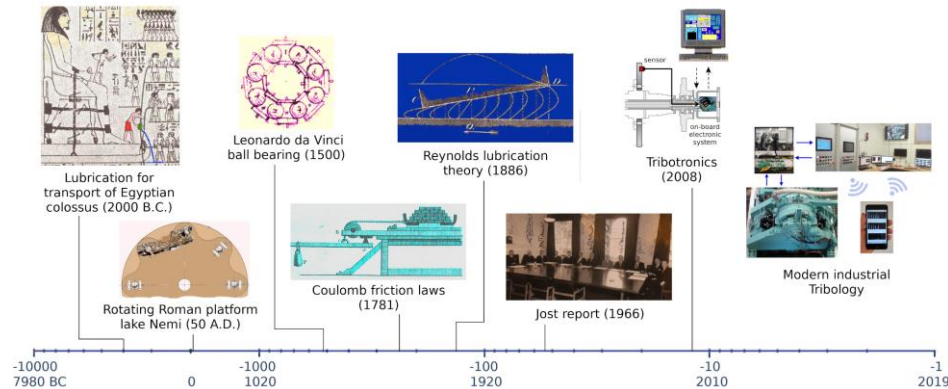 Lubrication for
transport of Egyptian
colossus (2000 B.C.)
Rotating Roman platform
lake Nemi (50 A.D.)
Leonardo da Vinci
ball bearing (1500)
Coulomb friction laws
(1781)
Reynolds lubrication
theory (1886)
Jost report (1966)
sensor
on-board
electronic
system
Tribotronics
(2008)
Modern industrial
Tribology
-10000 -1000 -100 -10 -1
7980 BC 0 1020 1920 2010 2019